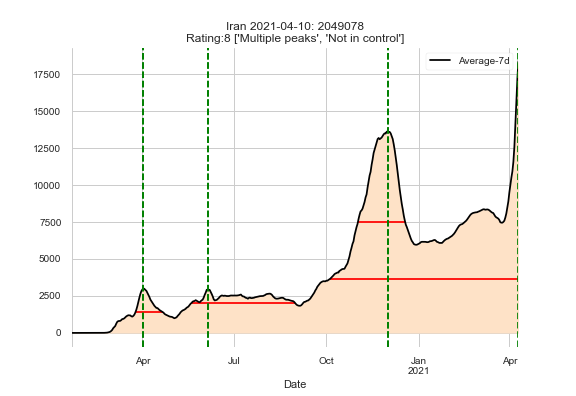 Iran 2021-04-10: 2049078
Rating:8 ['Multiple peaks', 'Not in control']
Average-7d
17500
15000
12500
10000
7500
5000
2500
0
Apr
Jul
Oct
Jan
2021
Apr
Date